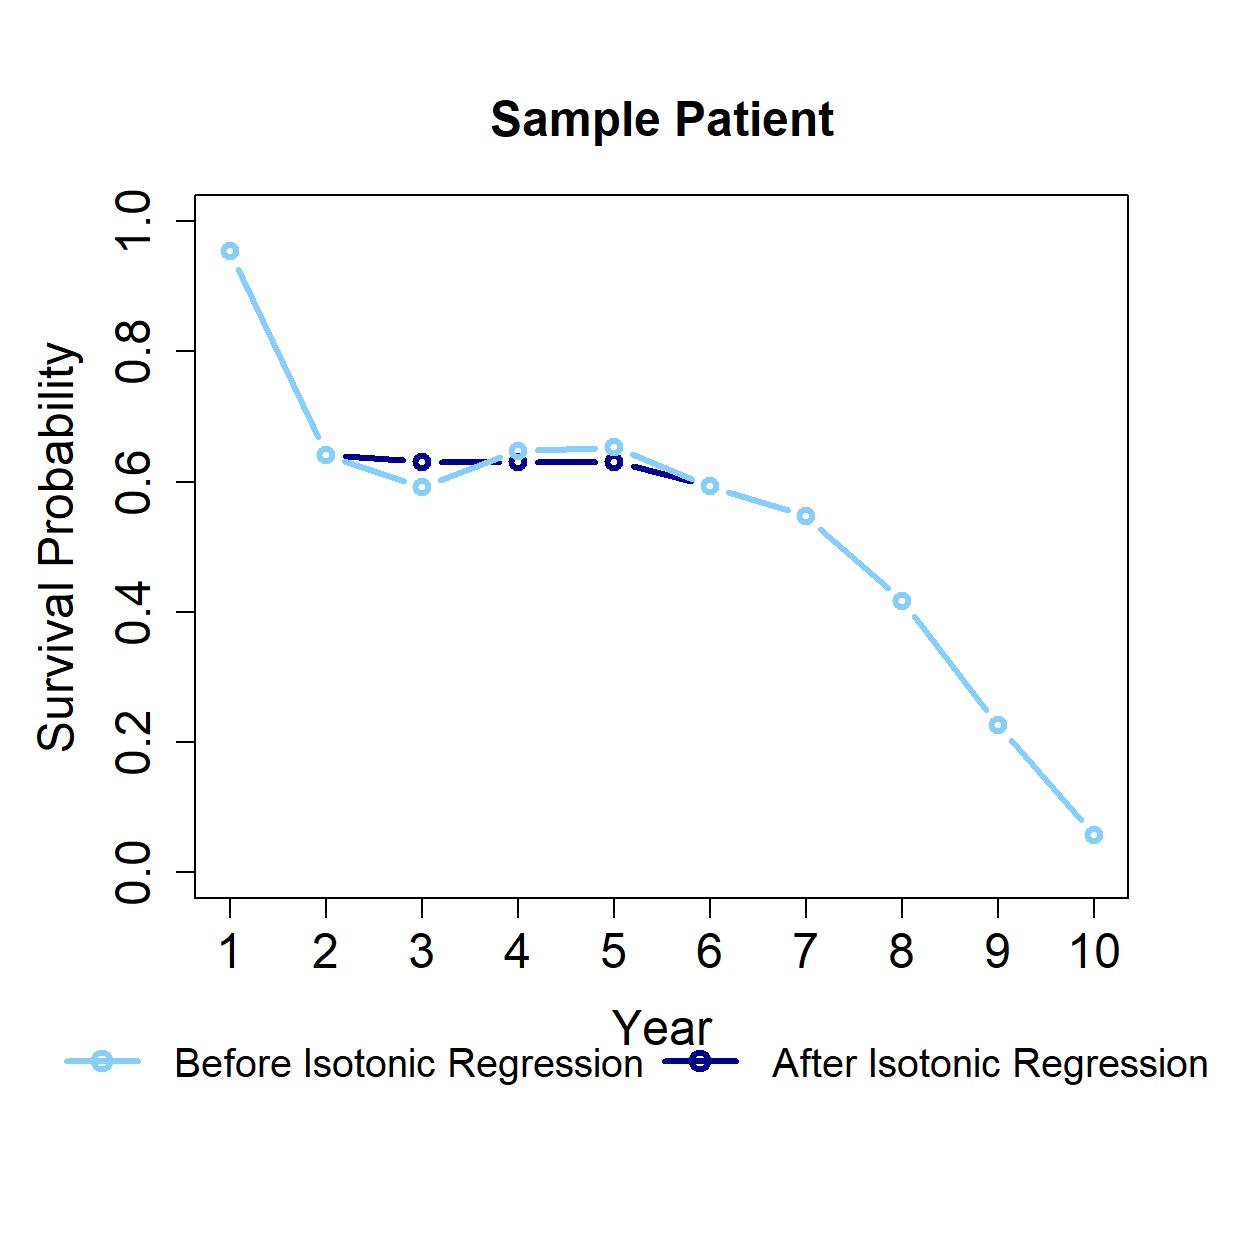 Sample Patient
Survival Probability
1.0
0.8
0.6
0.4
0.2
0.0
1 2 3 4 5 6 7 8 9 10
Year
Before Isotonic Regression After Isotonic Regression